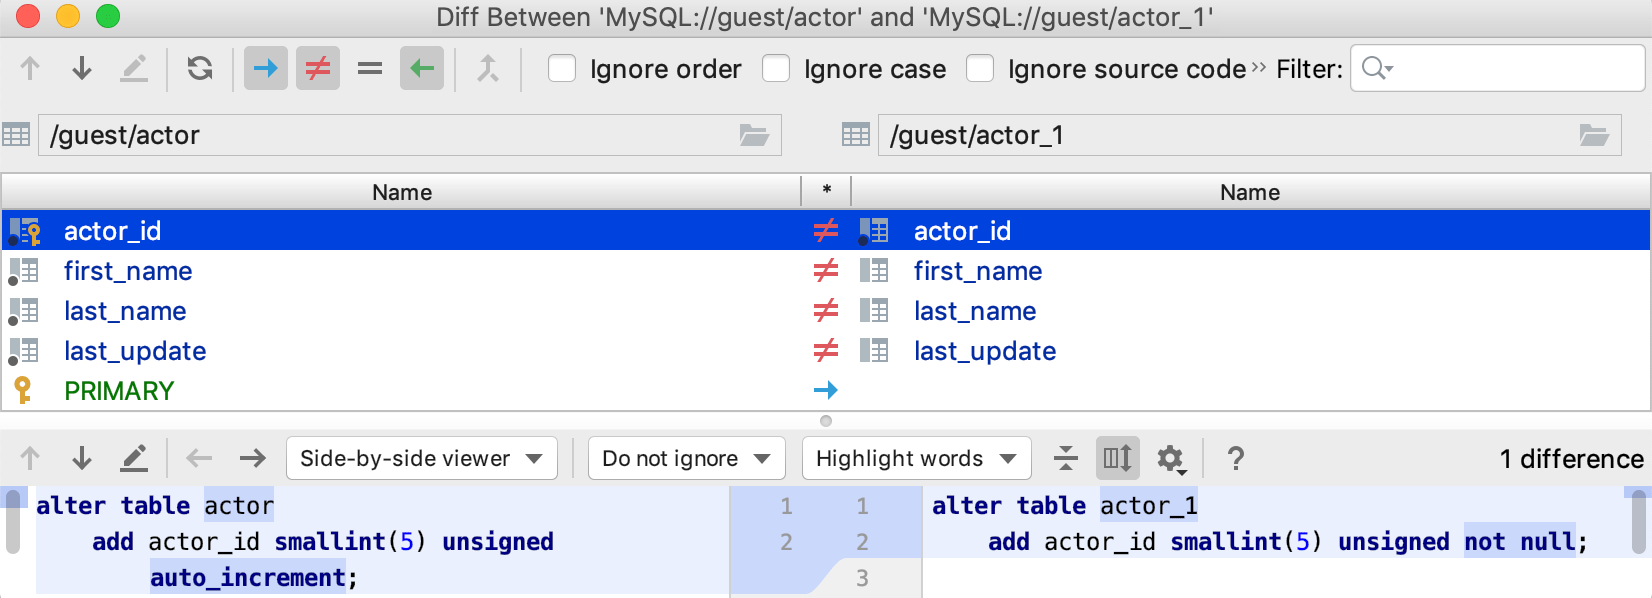 Diff Between 'MySQL://guest/actor' and 'MySQL://guest/actor_1'
Ignore order Ignore case Ignore source code » Filter:
/guest/actor /guest/actor_1
Name * Name
actor_id ≠ actor_id
first_name ≠ first_name
last_name ≠ last_name
last_update ≠ last_update
PRIMARY
Side-by-side viewer Do not ignore Highlight words ? 1 difference
alter table actor 1 1 alter table actor_1
add actor_id smallint(5) unsigned 2 2 add actor_id smallint(5) unsigned not null;
auto_increment; 3